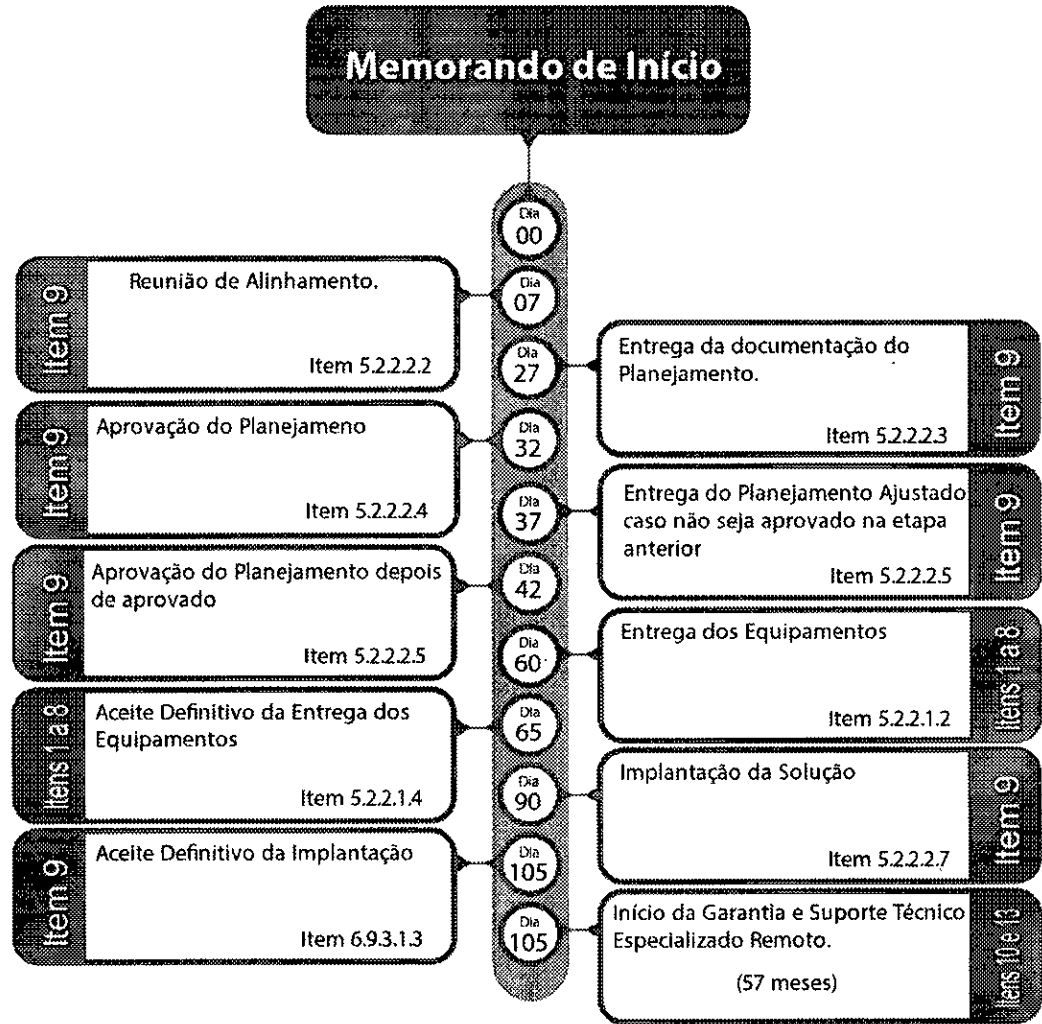 Memorando de Início
Dia
00
Dia
07
Item 9
Reunião de Alinhamento.
Item 5.2.2.2.2
Dia
27
Entrega da documentação do
Planejamento.
Item 5.2.2.2.3
Item 9
Dia
32
Item 9
Aprovação do Planejameno
Item 5.2.2.2.4
Dia
37
Entrega do Planejamento Ajustado
caso não seja aprovado na etapa
anterior
Item 5.2.2.2.5
Item 9
Dia
42
Item 9
Aprovação do Planejamento depois
de aprovado
Item 5.2.2.2.5
Dia
60
Entrega dos Equipamentos
Item 5.2.2.1.2
Itens 1 a 8
Dia
65
Itens 1 a 8
Aceite Definitivo da Entrega dos
Equipamentos
Item 5.2.2.1.4
Dia
90
Implantação da Solução
Item 5.2.2.2.7
Item 9
Dia
105
Item 9
Aceite Definitivo da Implantação
Item 6.9.3.1.3
Dia
105
Início da Garantia e Suporte Técnico
Especializado Remoto.
(57 meses)
Itens 10 e 13